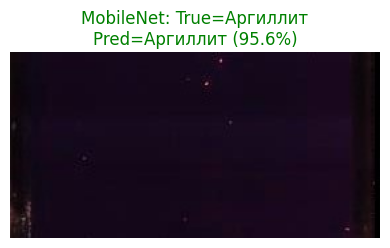 MobileNet: True=Аргиллит
Pred=Аргиллит (95.6%)